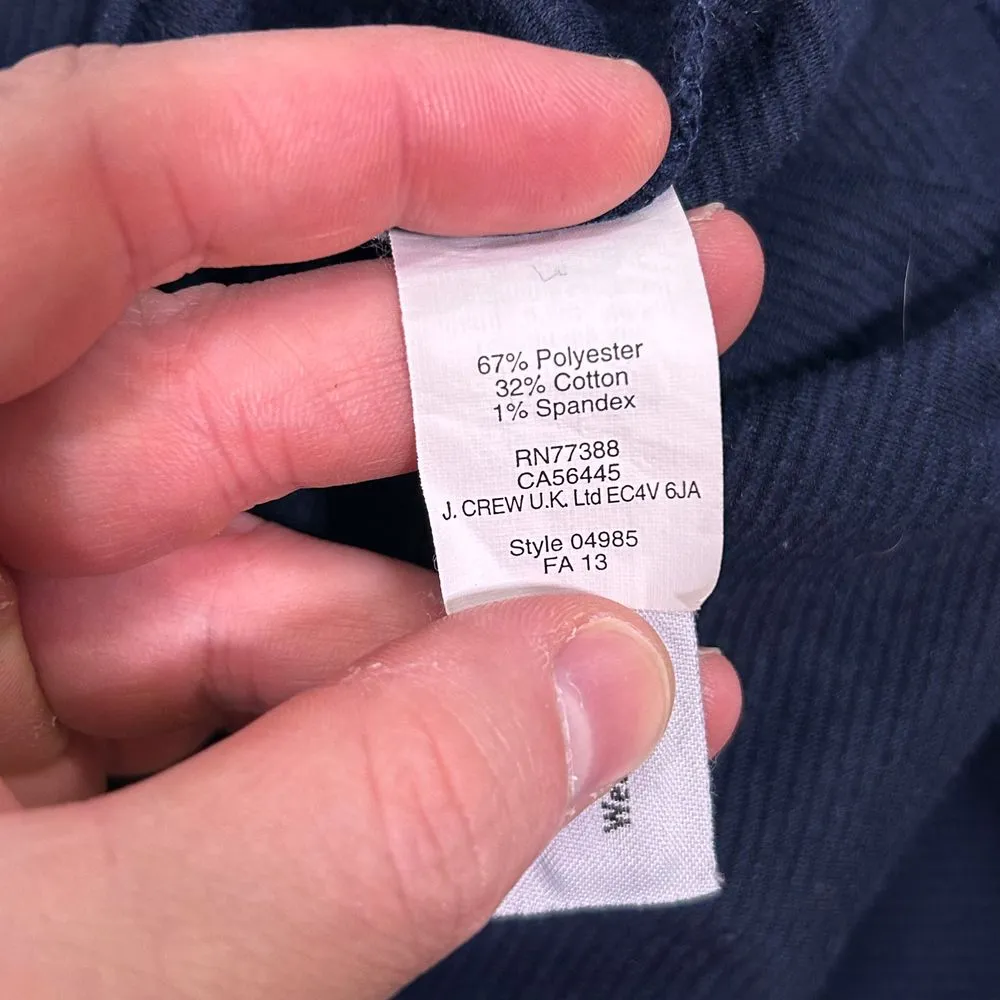 67% Polyester
32% Cotton
1% Spandex
RN77388
CA56445
J. CREW U.K. Ltd EC4V 6JA
Style 04985
FA 13